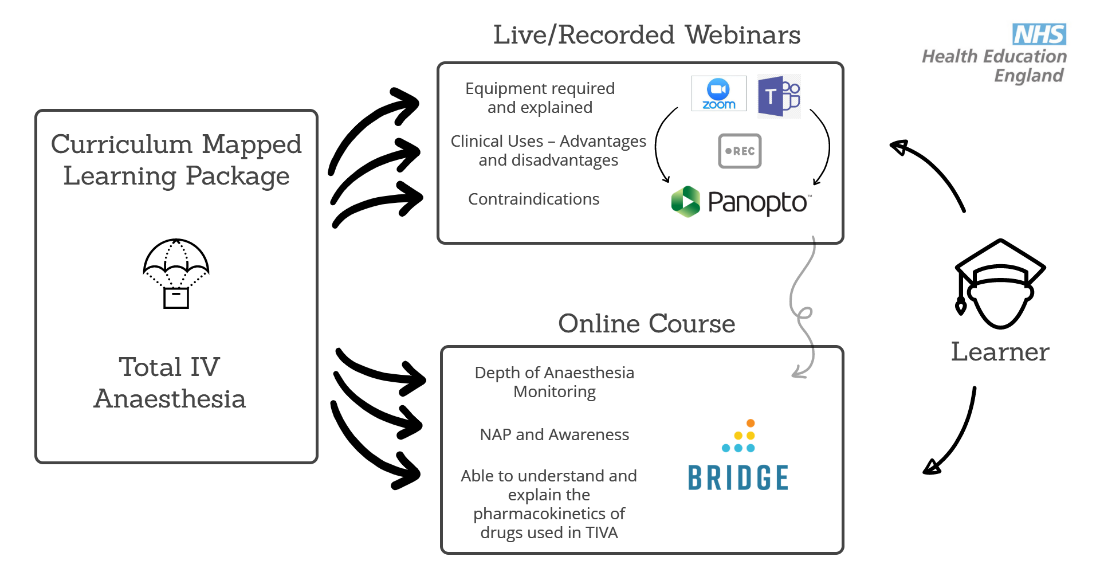 Live/Recorded Webinars
NHS
Health Education
England
Curriculum Mapped
Learning Package
Total IV
Anaesthesia
Equipment required
and explained
Clinical Uses – Advantages
and disadvantages
Contraindications
zoom
T
REC
Panopto™
Online Course
Depth of Anaesthesia
Monitoring
NAP and Awareness
Able to understand and
explain the
pharmacokinetics of
drugs used in TIVA
BRIDGE
Learner